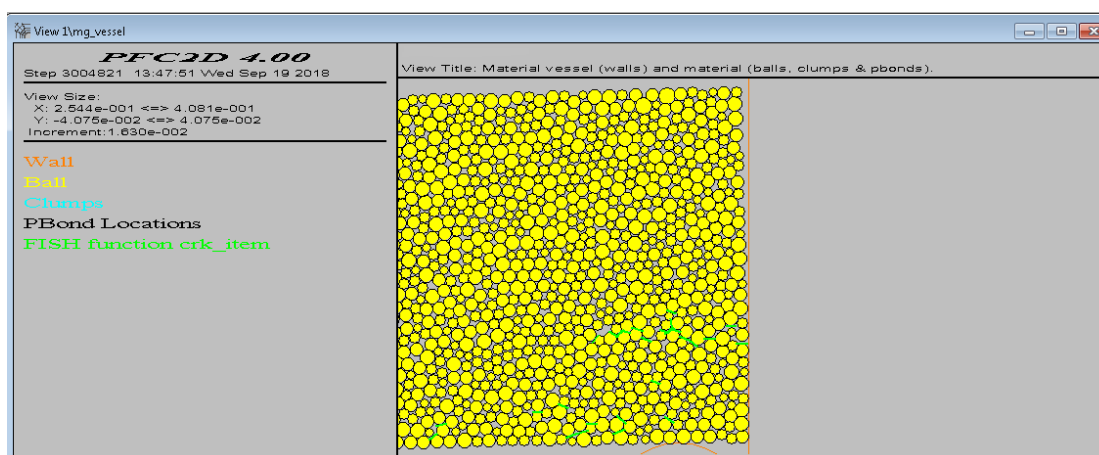 View 1\mg_vessel
PFC2D 4.00
Step 3004821 13:47:51 Wed Sep 19 2018
View Size:
X: 2.544e-001 <=> 4.081e-001
Y: -4.075e-002 <=> 4.075e-002
Increment:1.630e-002
Wall
Ball
Clumps
PBond Locations
FISH function crk_item
View Title: Material vessel (walls) and material (balls, clumps & pbonds).